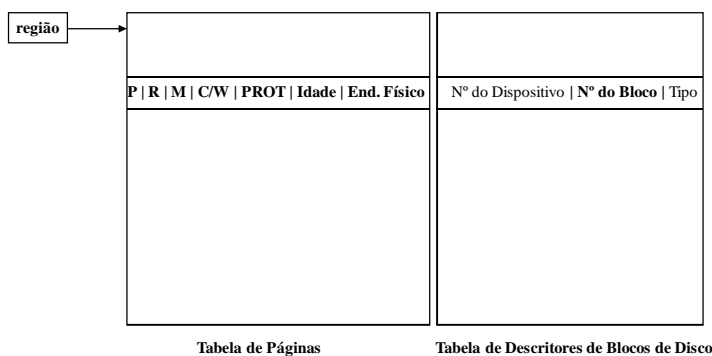 região
P | R | M | C/W | PROT | Idade | End. Físico
Nº do Dispositivo | Nº do Bloco | Tipo
Tabela de Páginas
Tabela de Descritores de Blocos de Disco